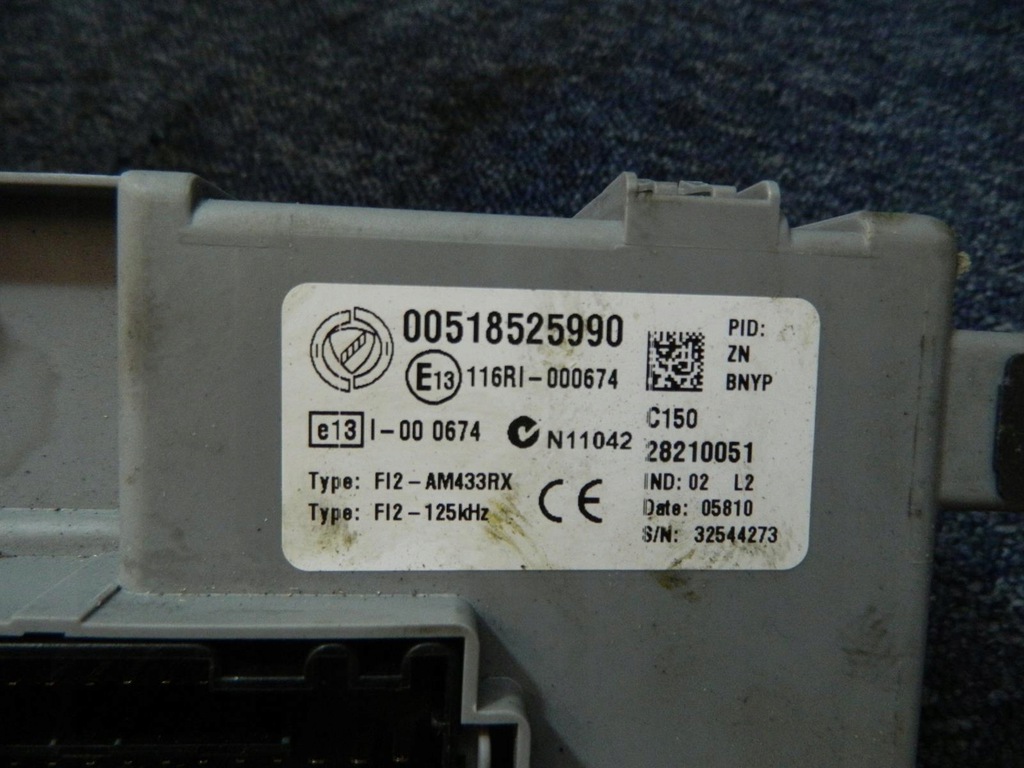 00518525990
E13 116RI-000674
e13 I-00 0674 N11042
Type: FI2-AM433RX
Type: FI2-125kHz CE
PID:
ZN
BNYP
C150
28210051
IND: 02 L2
Date: 05810
S/N: 32544273